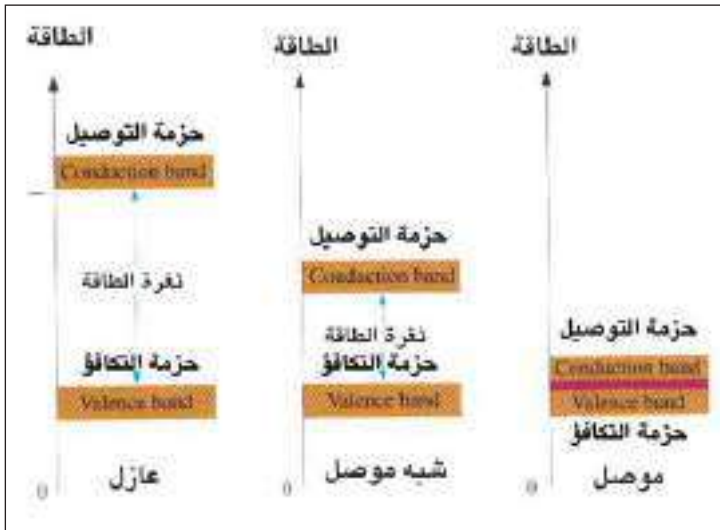 الطاقة
حزمة التوصيل
Conduction band
ثغرة الطاقة
حزمة التكافؤ
Valence band
0
عازل
الطاقة
حزمة التوصيل
Conduction band
ثغرة الطاقة
حزمة التكافؤ
Valence band
0
شبه موصل
الطاقة
حزمة التوصيل
Conduction band
Valence band
حزمة التكافؤ
0
موصل